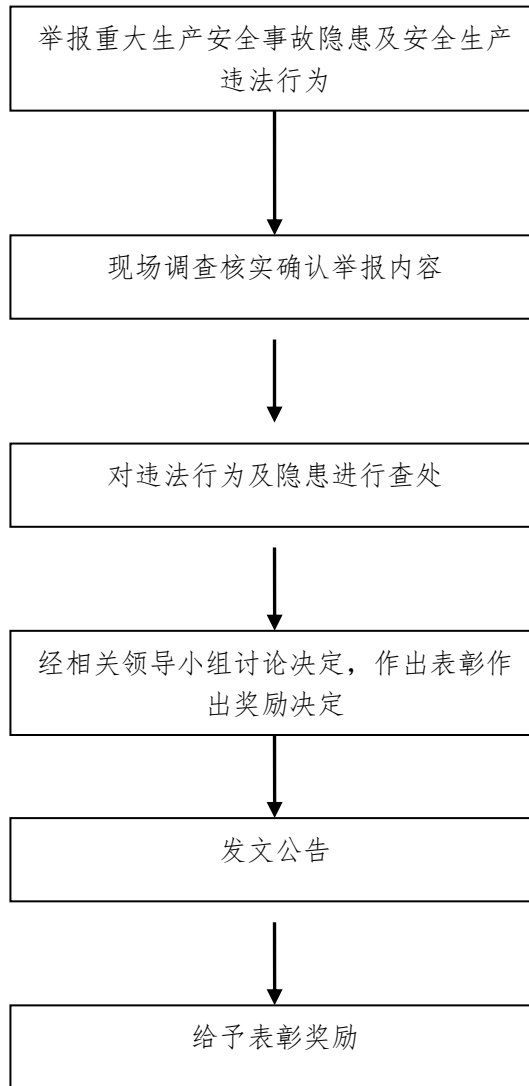 举报重大生产安全事故隐患及安全生产
违法行为
现场调查核实确认举报内容
对违法行为及隐患进行查处
经相关领导小组讨论决定，作出表彰作
出奖励决定
发文公告
给予表彰奖励